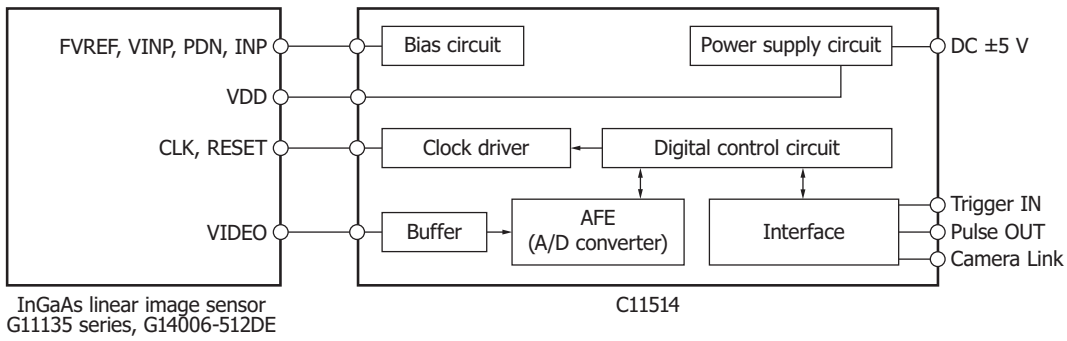 FVREF, VINP, PDN, INP
Bias circuit
Power supply circuit
DC ±5 V
VDD
CLK, RESET
Clock driver
Digital control circuit
Trigger IN
VIDEO
Buffer
AFE
(A/D converter)
Interface
Pulse OUT
Camera Link
InGaAs linear image sensor
G11135 series, G14006-512DE
C11514